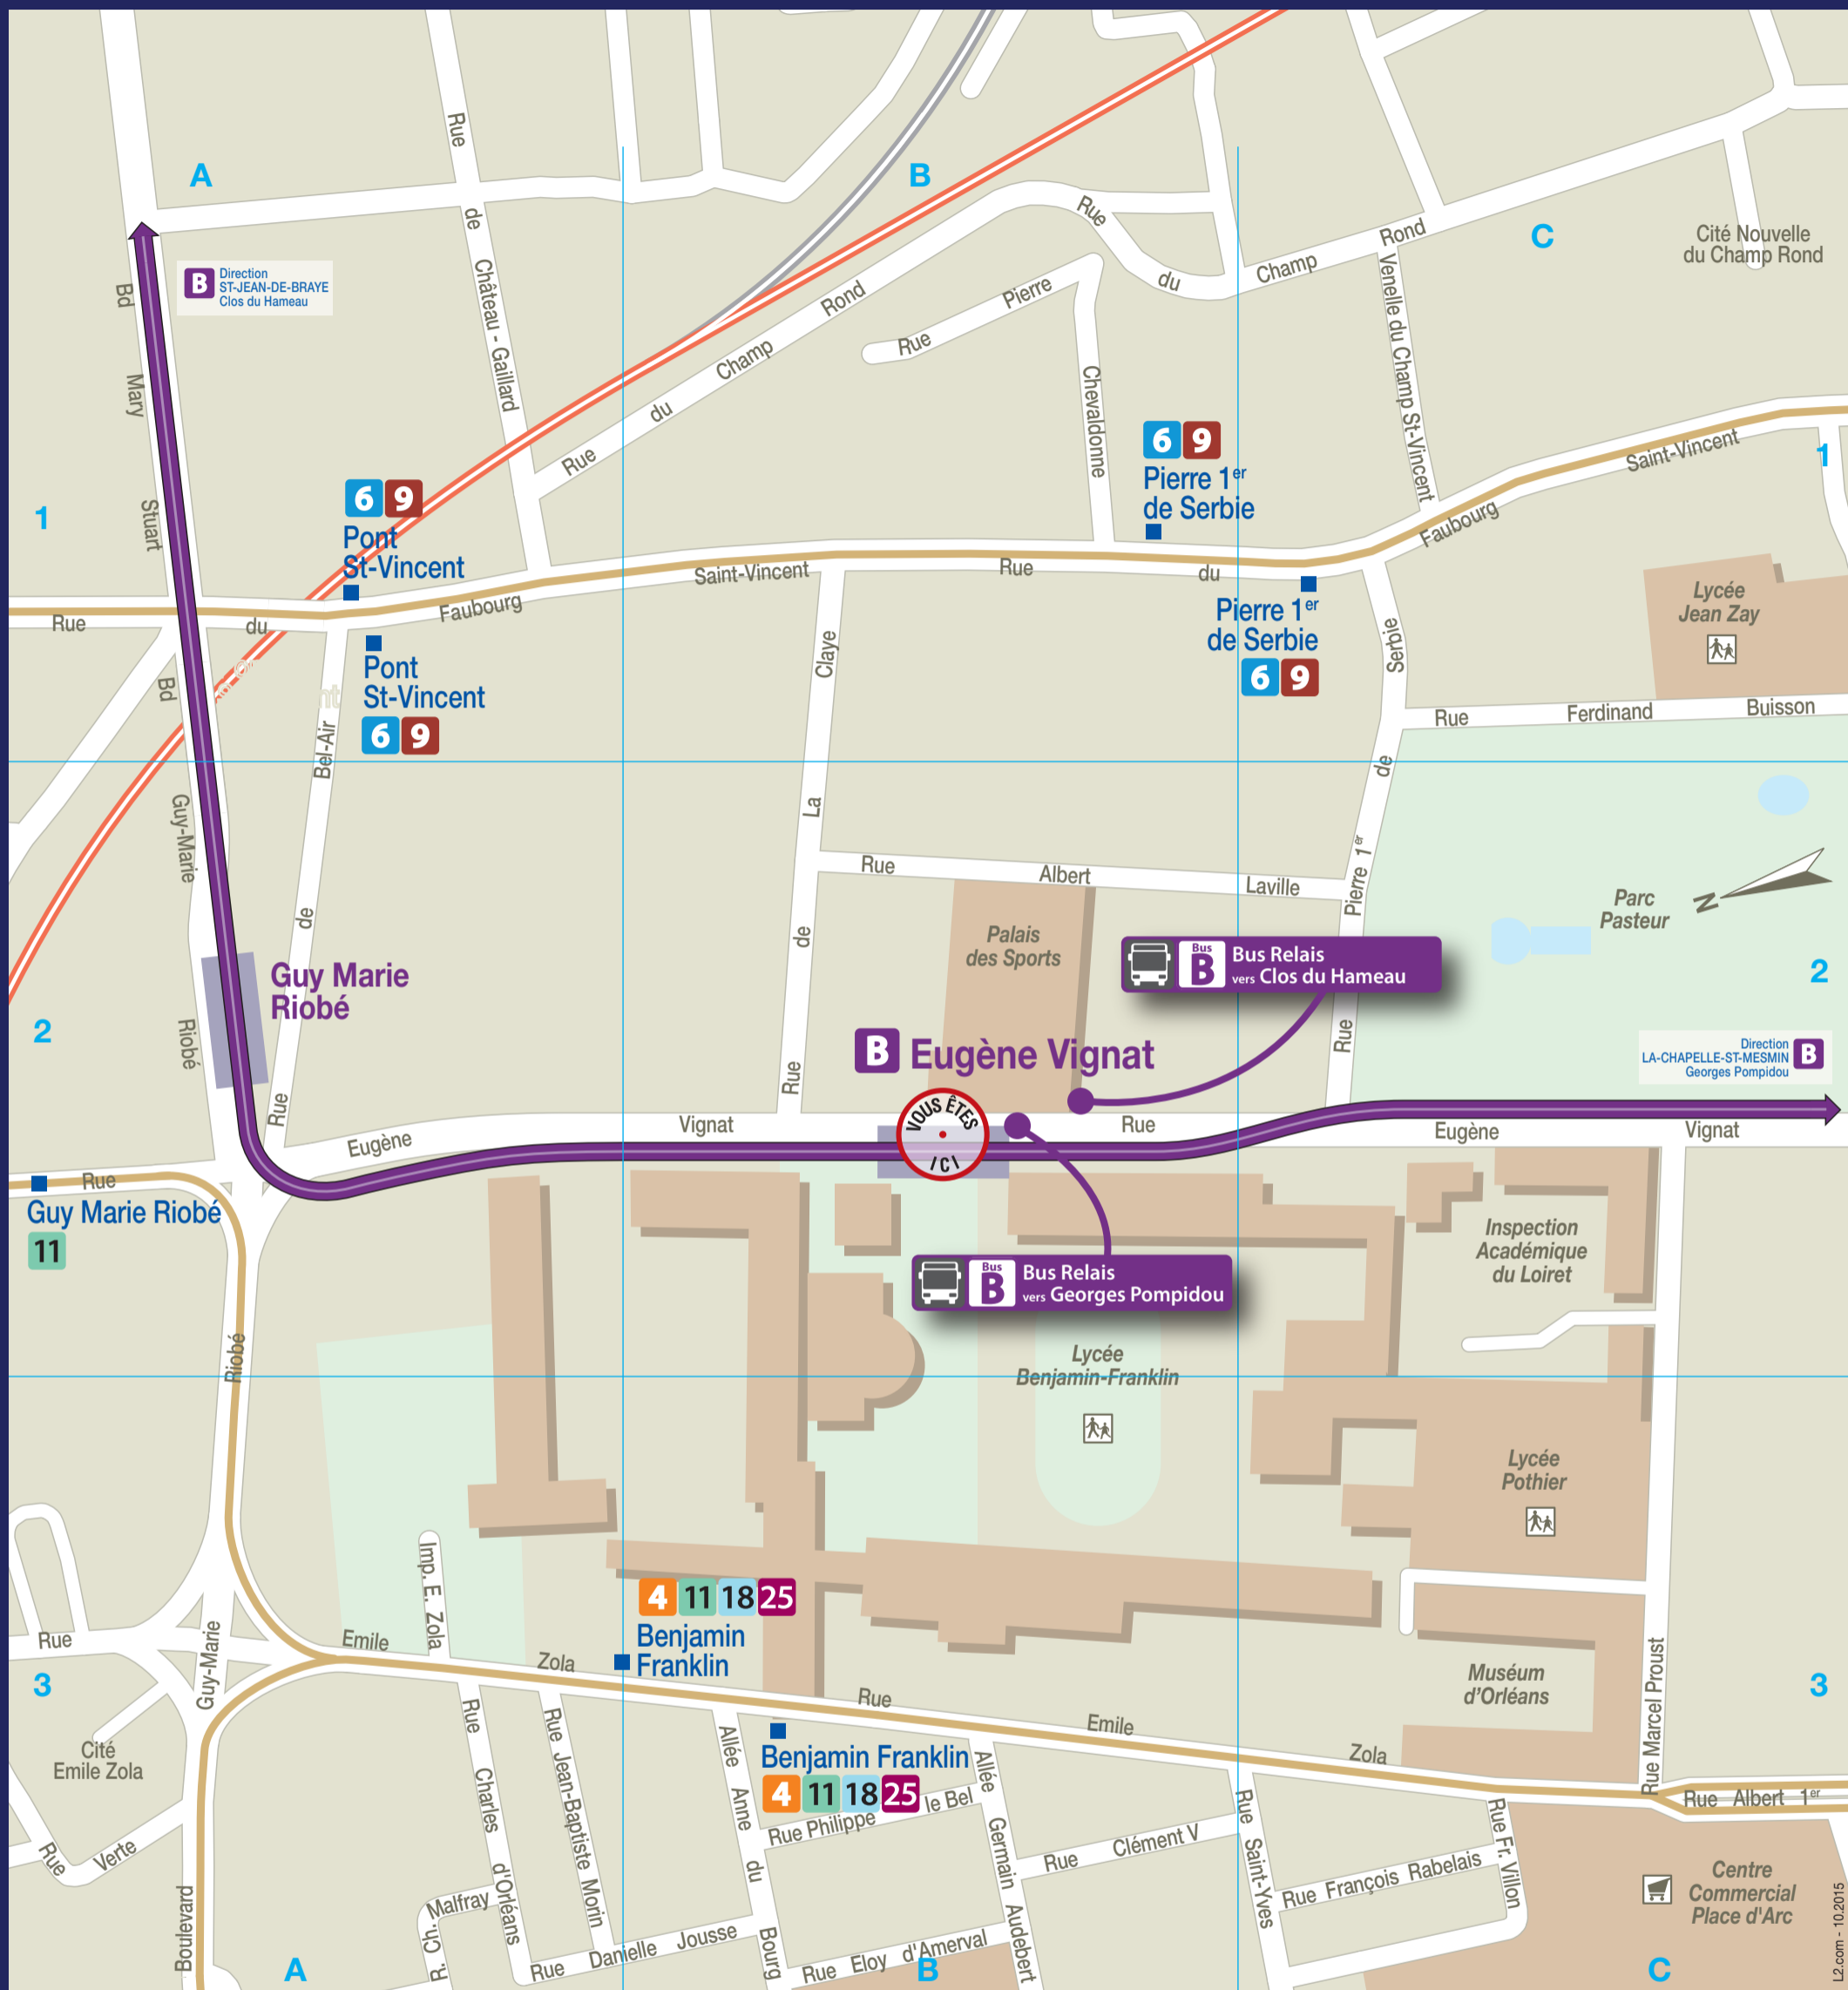 A
B
C
Rue
de
Château - Gaillard
Rue
du
Champ
Rond
Rue
du
Champ
Rond
Cité Nouvelle
du Champ Rond
B
Direction
ST-JEAN-DE-BRAYE
Clos du Hameau
Bd
Mary
Stuart
Rue
Pierre
Chevaldonne
Venelle du Champ St-Vincent
1
1
6 9
Pont
St-Vincent
6 9
Pierre 1er
de Serbie
Rue
du
Faubourg
Saint-Vincent
Rue
du
Faubourg
Saint-Vincent
Pont
St-Vincent
6 9
Pierre 1er
de Serbie
6 9
Lycée
Jean Zay
Rue
Ferdinand
Buisson
Bd
Guy-Marie
Riobé
nt
Rue
de
Bel-Air
Rue
de
La
Claye
Rue
Pierre 1er
de
Serbie
Rue
Albert
Laville
Palais
des Sports
Parc
Pasteur
N
2
2
Guy Marie
Riobé
Bus
B
Bus Relais
vers Clos du Hameau
B
Eugène Vignat
VOUS ÊTES
ICI
Direction
LA-CHAPELLE-ST-MESMIN
Georges Pompidou
B
Eugène
Vignat
Rue
Eugène
Vignat
Rue
Guy Marie Riobé
11
Bus
B
Bus Relais
vers Georges Pompidou
Inspection
Académique
du Loiret
Lycée
Benjamin-Franklin
Lycée
Pothier
Riobé
Guy-Marie
Boulevard
Imp. E. Zola
4 11 18 25
Benjamin
Franklin
Rue
Emile
Zola
Rue
Emile
Zola
3
3
Muséum
d'Orléans
Rue Marcel Proust
Cité
Emile Zola
Benjamin Franklin
4 11 18 25
Rue
Verte
Rue
Charles
d'Orléans
Rue
Jean-Baptiste
Morin
Allée
Anne
du
Bourg
Rue Philippe
le Bel
Allée
Germain
Audebert
Rue
Clément V
Rue
Saint-Yves
Rue François Rabelais
Rue Fr. Villon
Rue Albert 1er
R. Ch.
Malfray
Rue
Danielle
Jousse
Rue Eloy d'Amerval
Centre
Commercial
Place d'Arc
A
B
C
L2.com - 10.2015